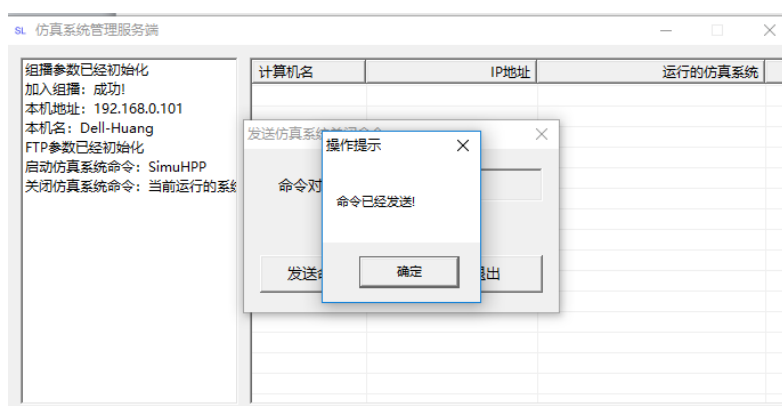 SL 仿真系统管理服务端
组播参数已经初始化
加入组播：成功!
本机地址：192.168.0.101
本机名：Dell-Huang
FTP参数已经初始化
启动仿真系统命令：SimuHPP
关闭仿真系统命令：当前运行的系统
计算机名
IP地址
运行的仿真系统
发送仿真系统关闭命令
命令对
发送
退出
操作提示
命令已经发送!
确定